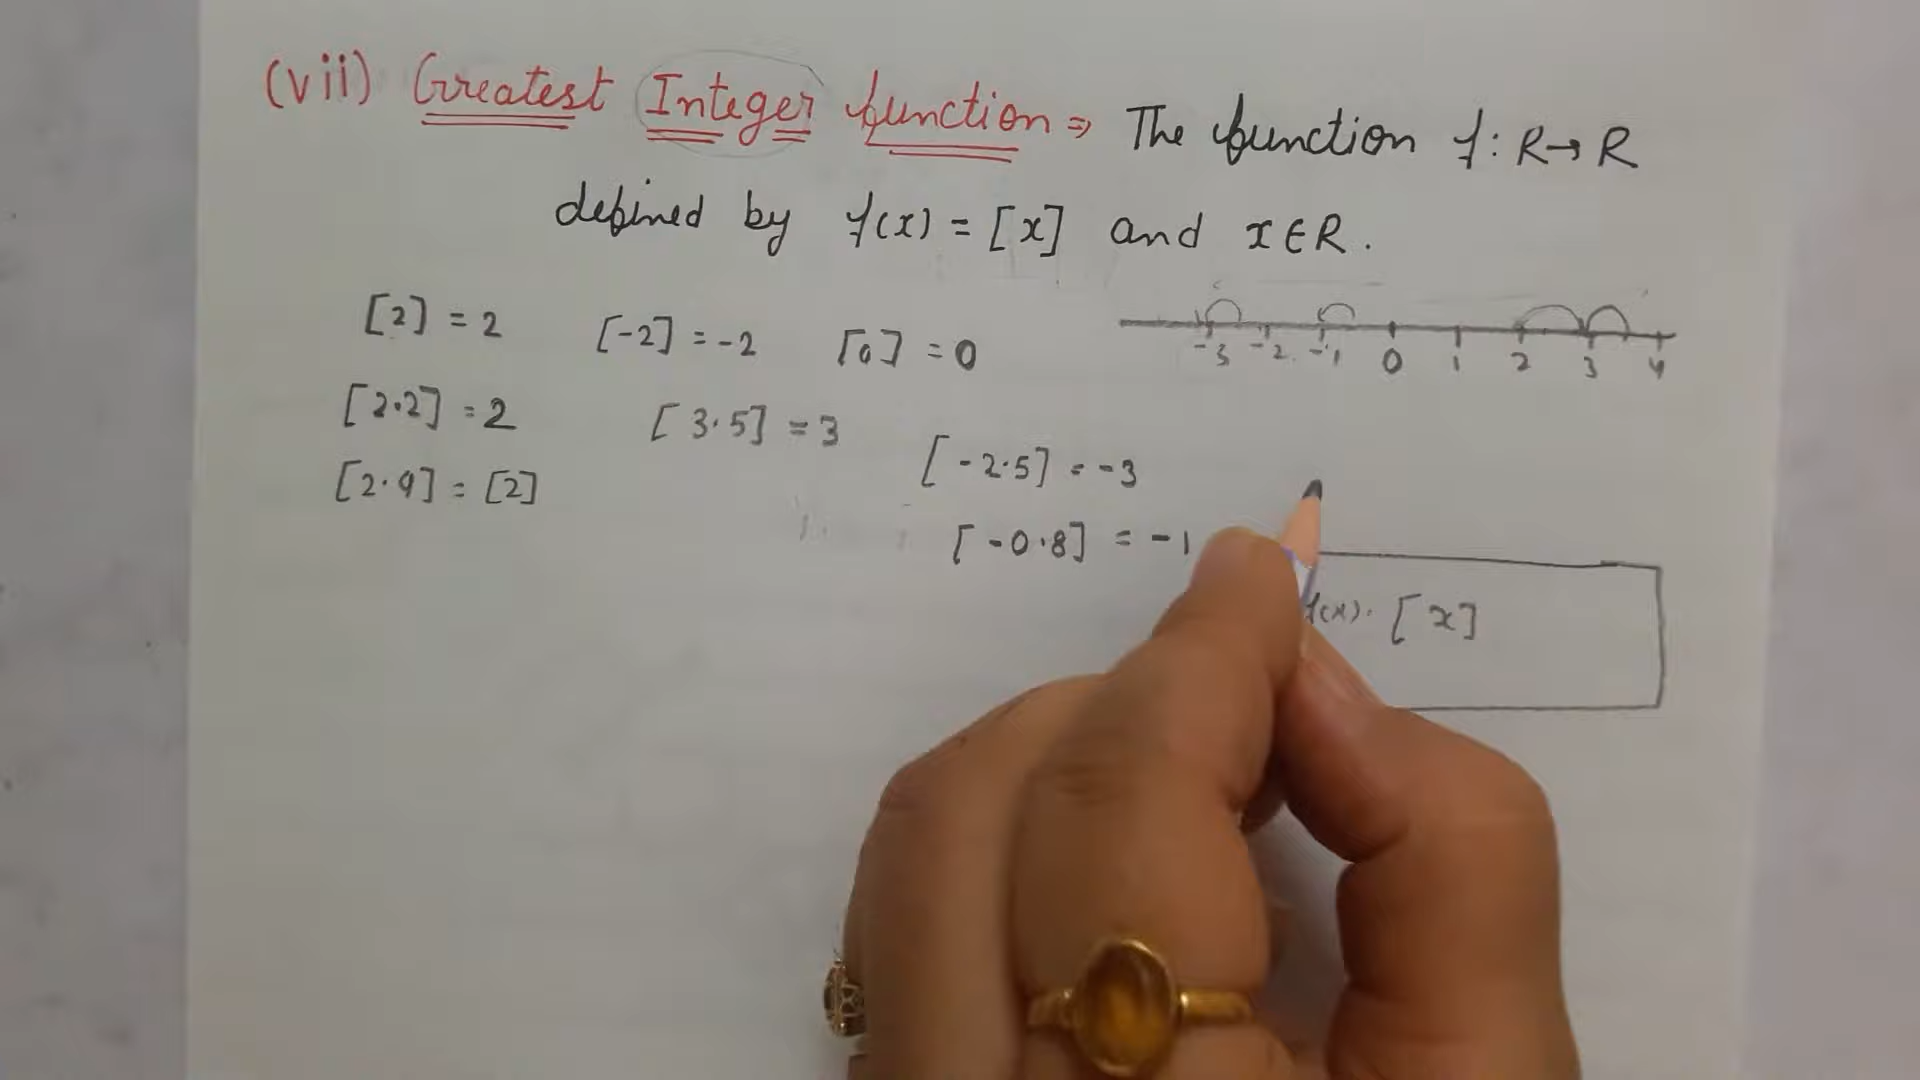 (vii) Greatest Integer function ⇒ The function f: R→R
defined by f(x) = [x] and x∈R.
[2] = 2 [-2] = -2 [0] = 0
-3 -2 -1 0 1 2 3 4
[2.2] = 2 [3.5] = 3
[-2.5] = -3
[2.9] = [2]
[-0.8] = -1
f(x). [x]